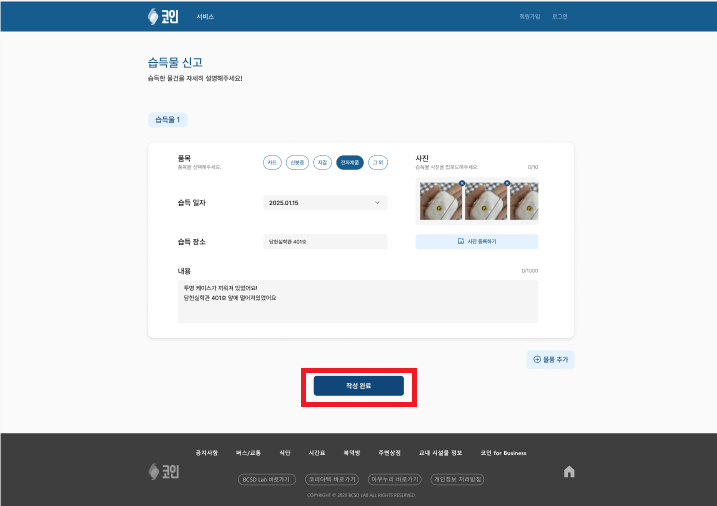 코인 서비스 회원가입 로그인
습득물 신고
습득한 물건을 자세히 설명해주세요!
습득물 1
품목
품목을 선택해주세요.
카드 신분증 지갑 전자제품 그 외
사진
습득물 사진을 업로드해주세요.
0/10
습득 일자
2025.01.15
습득 장소
담헌실학관 401호
사진 등록하기
내용
0/1000
투명 케이스가 끼워져 있었어요!
담헌실학관 401호 앞에 떨어져있었어요
물품 추가
작성 완료
공지사항 버스/교통 식단 시간표 복덕방 주변상점 교내 시설물 정보 코인 for Business
코인
BCSD Lab 바로가기 코리아텍 바로가기 아우누리 바로가기 개인정보 처리방침
COPYRIGHT © 2020 BCSD LAB ALL RIGHTS RESERVED.